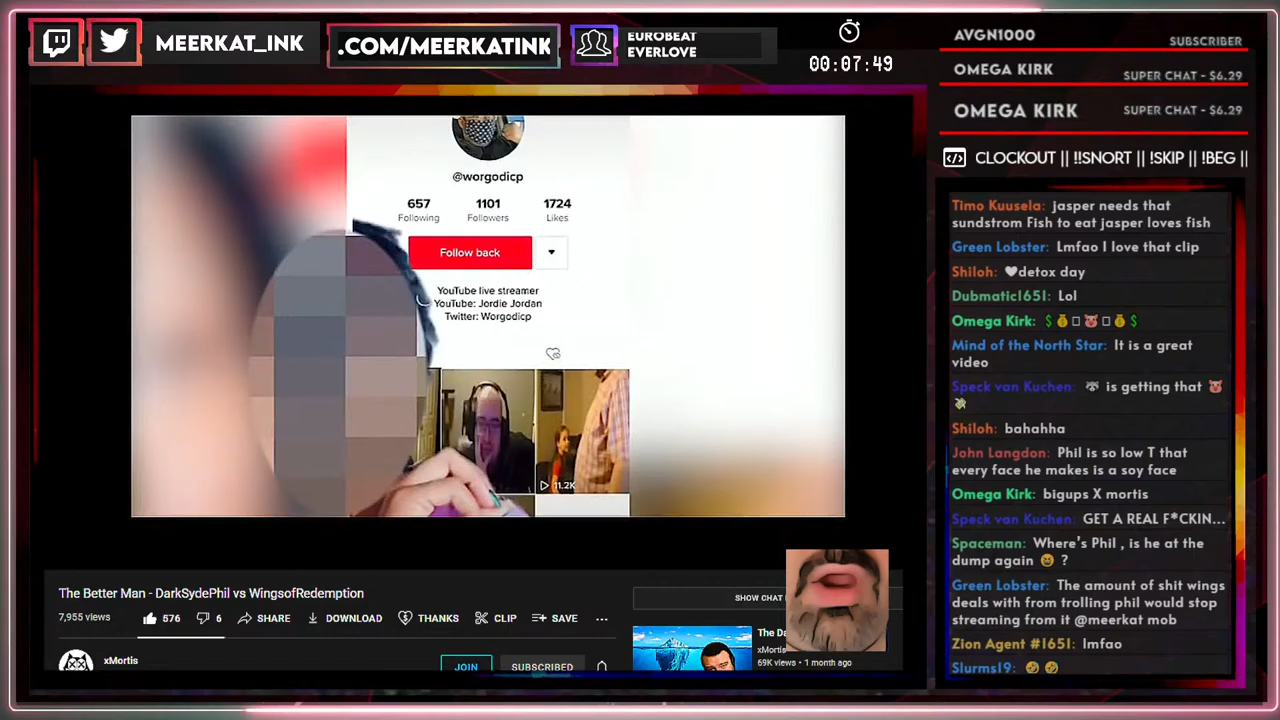 MEERKAT_INK
.COM/MEERKATINK
EUROBEAT
EVERLOVE
00:07:49
AVGN1000 SUBSCRIBER
OMEGA KIRK SUPER CHAT - $6.29
OMEGA KIRK SUPER CHAT - $6.29
</> CLOCKOUT || !!SNORT || !SKIP || !BEG ||
@worgodicp
657 1101 1724
Following Followers Likes
Follow back
YouTube live streamer
YouTube: Jordie Jordan
Twitter: Worgodicp
11.2K
The Better Man - DarkSydePhil vs WingsofRedemption
7,955 views 576 6 SHARE DOWNLOAD THANKS CLIP SAVE ...
xMortis
JOIN SUBSCRIBED
SHOW CHAT
The Da
xMortis
69K views • 1 month ago
Timo Kuusela: jasper needs that
sundstrom Fish to eat jasper loves fish
Green Lobster: Lmfao I love that clip
Shiloh: ❤detox day
Dubmatic1651: Lol
Omega Kirk: $💰🐷💰$
Mind of the North Star: It is a great
video
Speck van Kuchen: is getting that 🐷
Shiloh: bahahha
John Langdon: Phil is so low T that
every face he makes is a soy face
Omega Kirk: bigups X mortis
Speck van Kuchen: GET A REAL F*CKIN...
Spaceman: Where's Phil , is he at the
dump again 😆 ?
Green Lobster: The amount of shit wings
deals with from trolling phil would stop
streaming from it @meerkat mob
Zion Agent #1651: lmfao
Slurms19: 🤣 🤣